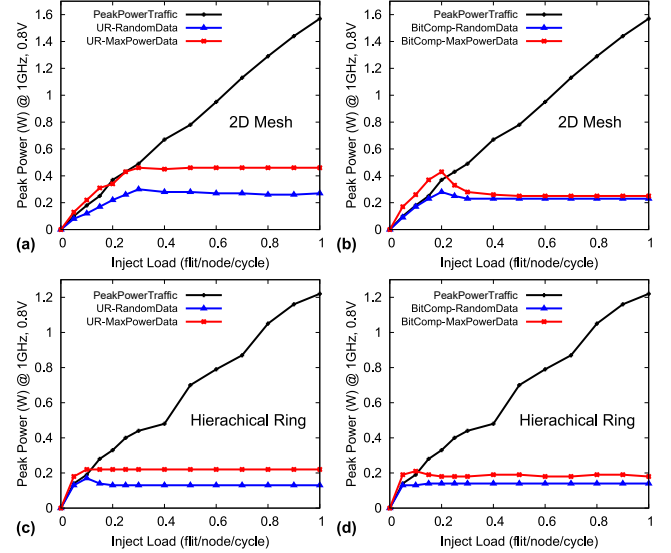 1.6
1.4
1.2
1
0.8
0.6
0.4
0.2
0
Peak Power (W) @ 1GHz, 0.8V
PeakPowerTraffic
UR-RandomData
UR-MaxPowerData
2D Mesh
(a)
0 0.2 0.4 0.6 0.8 1
Inject Load (flit/node/cycle)
1.6
1.4
1.2
1
0.8
0.6
0.4
0.2
0
Peak Power (W) @ 1GHz, 0.8V
PeakPowerTraffic
BitComp-RandomData
BitComp-MaxPowerData
2D Mesh
(b)
0 0.2 0.4 0.6 0.8 1
Inject Load (flit/node/cycle)
1.2
1
0.8
0.6
0.4
0.2
0
Peak Power (W) @ 1GHz, 0.8V
PeakPowerTraffic
UR-RandomData
UR-MaxPowerData
Hierachical Ring
(c)
0 0.2 0.4 0.6 0.8 1
Inject Load (flit/node/cycle)
1.2
1
0.8
0.6
0.4
0.2
0
Peak Power (W) @ 1GHz, 0.8V
PeakPowerTraffic
BitComp-RandomData
BitComp-MaxPowerData
Hierachical Ring
(d)
0 0.2 0.4 0.6 0.8 1
Inject Load (flit/node/cycle)